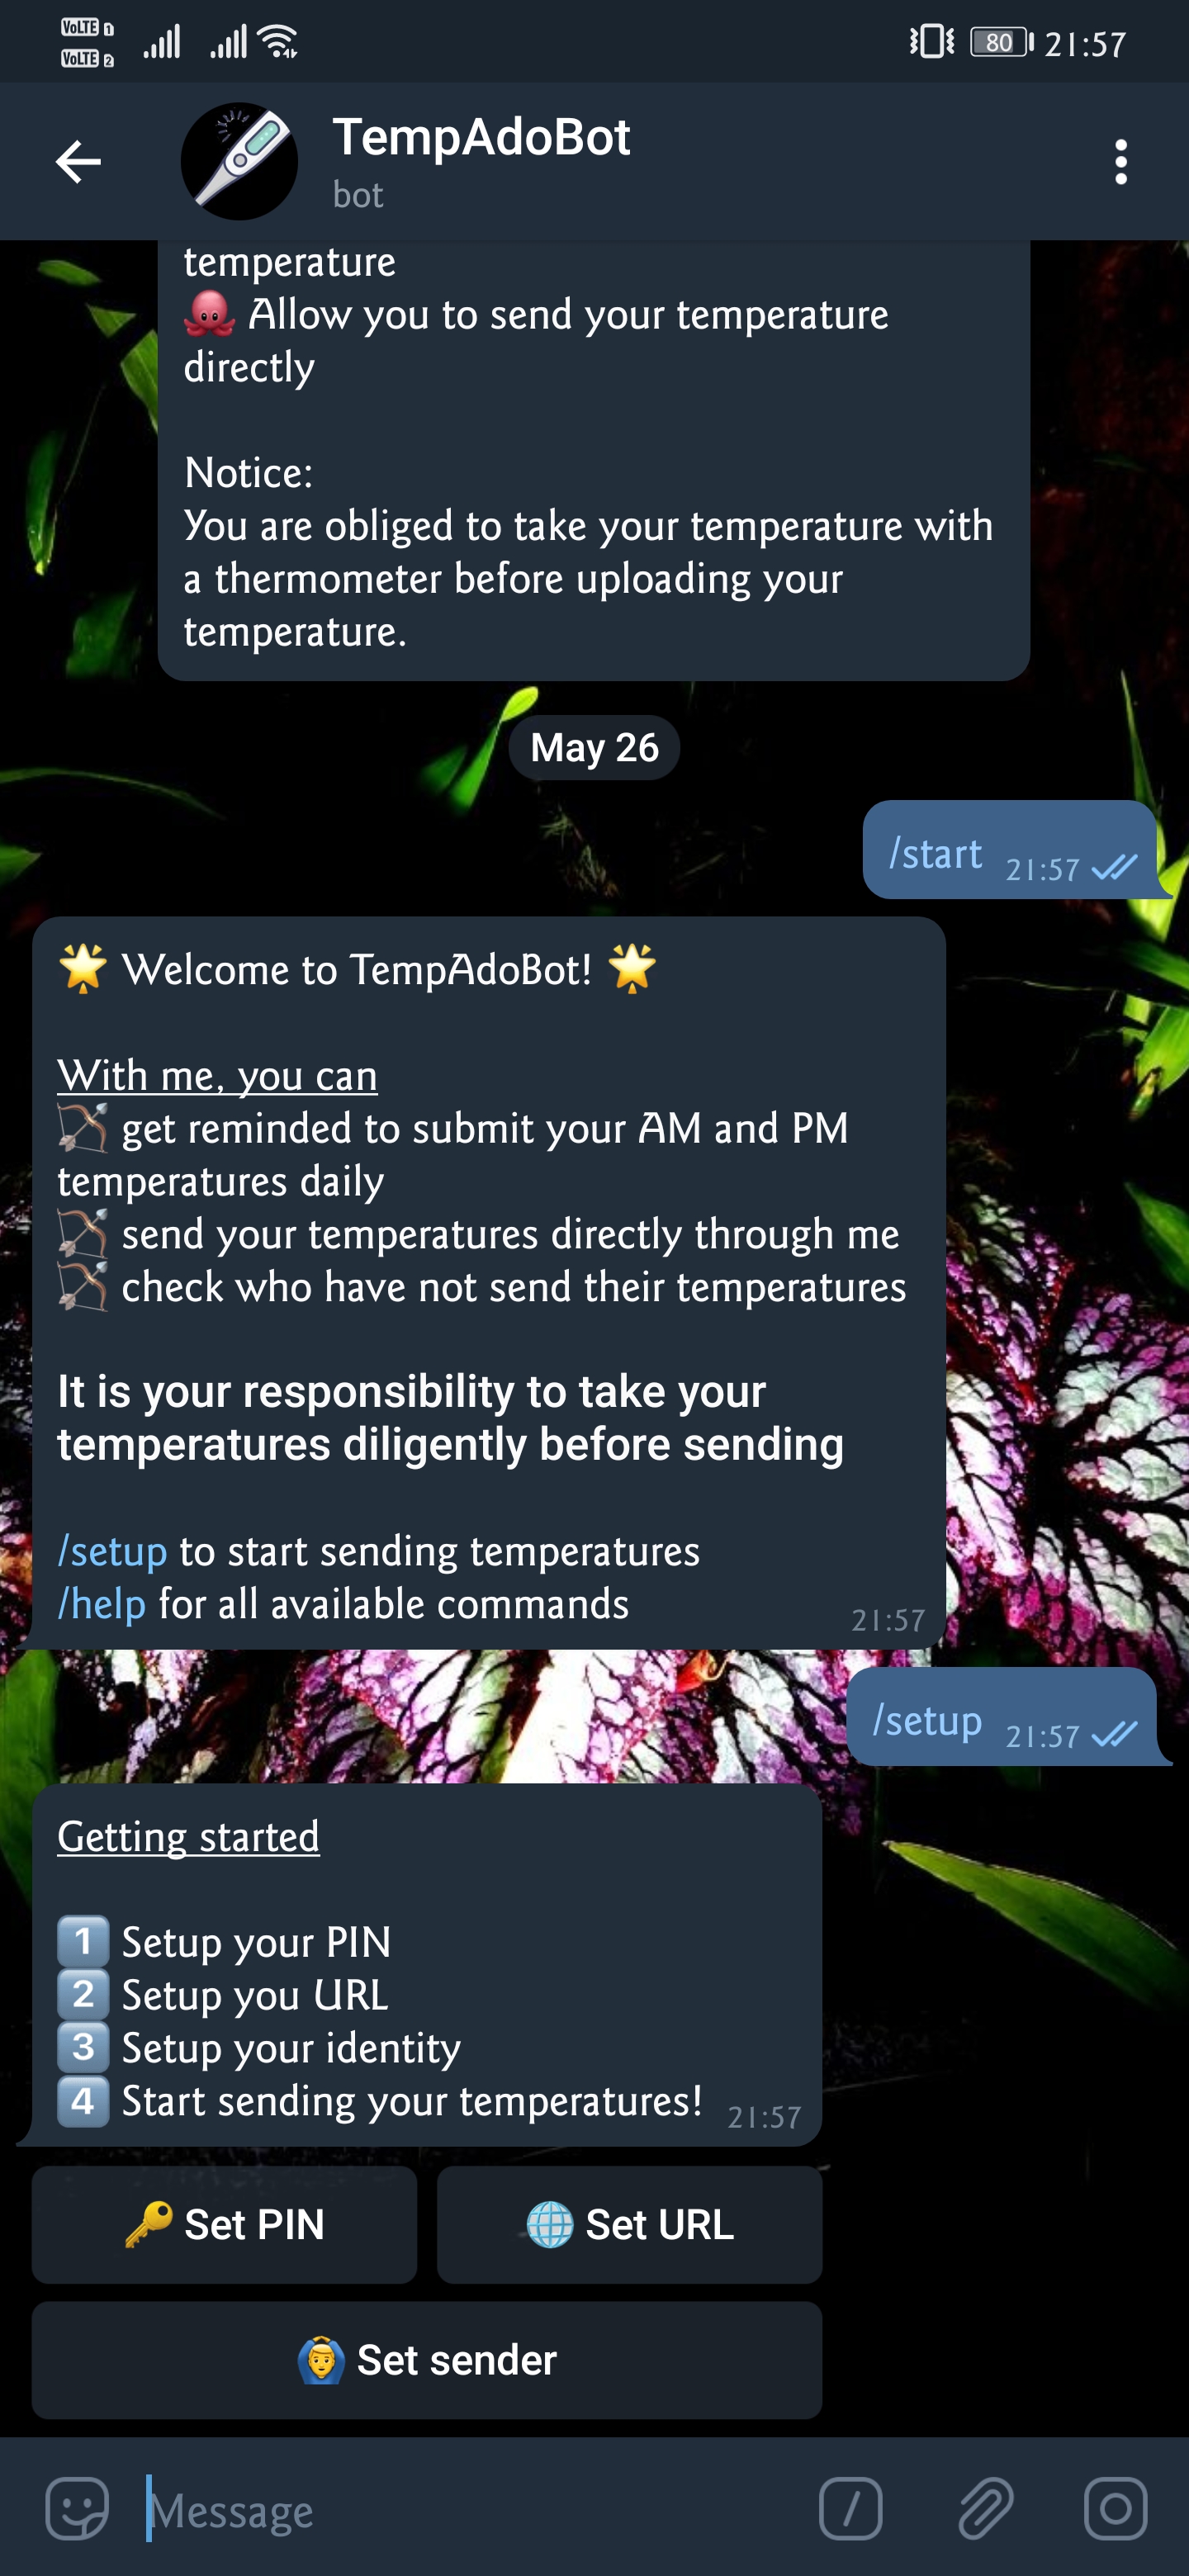 VoLTE 1
VoLTE 2
80 21:57
TempAdoBot
bot
temperature
🐙 Allow you to send your temperature
directly
Notice:
You are obliged to take your temperature with
a thermometer before uploading your
temperature.
May 26
/start 21:57
🌟 Welcome to TempAdoBot! 🌟
With me, you can
🏹 get reminded to submit your AM and PM
temperatures daily
🏹 send your temperatures directly through me
🏹 check who have not send their temperatures
It is your responsibility to take your
temperatures diligently before sending
/setup to start sending temperatures
/help for all available commands
21:57
/setup 21:57
Getting started
1️⃣ Setup your PIN
2️⃣ Setup you URL
3️⃣ Setup your identity
4️⃣ Start sending your temperatures! 21:57
🔑 Set PIN
🌐 Set URL
🙆‍♂️ Set sender
Message